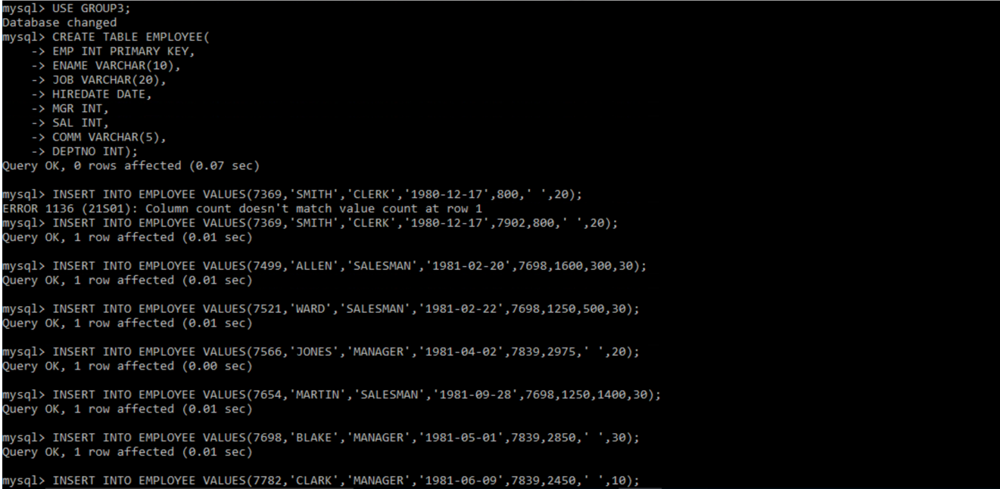 mysql> USE GROUP3;
Database changed
mysql> CREATE TABLE EMPLOYEE(
    -> EMP INT PRIMARY KEY,
    -> ENAME VARCHAR(10),
    -> JOB VARCHAR(20),
    -> HIREDATE DATE,
    -> MGR INT,
    -> SAL INT,
    -> COMM VARCHAR(5),
    -> DEPTNO INT);
Query OK, 0 rows affected (0.07 sec)

mysql> INSERT INTO EMPLOYEE VALUES(7369,'SMITH','CLERK','1980-12-17',800,' ',20);
ERROR 1136 (21S01): Column count doesn't match value count at row 1
mysql> INSERT INTO EMPLOYEE VALUES(7369,'SMITH','CLERK','1980-12-17',7902,800,' ',20);
Query OK, 1 row affected (0.01 sec)

mysql> INSERT INTO EMPLOYEE VALUES(7499,'ALLEN','SALESMAN','1981-02-20',7698,1600,300,30);
Query OK, 1 row affected (0.01 sec)

mysql> INSERT INTO EMPLOYEE VALUES(7521,'WARD','SALESMAN','1981-02-22',7698,1250,500,30);
Query OK, 1 row affected (0.01 sec)

mysql> INSERT INTO EMPLOYEE VALUES(7566,'JONES','MANAGER','1981-04-02',7839,2975,' ',20);
Query OK, 1 row affected (0.00 sec)

mysql> INSERT INTO EMPLOYEE VALUES(7654,'MARTIN','SALESMAN','1981-09-28',7698,1250,1400,30);
Query OK, 1 row affected (0.01 sec)

mysql> INSERT INTO EMPLOYEE VALUES(7698,'BLAKE','MANAGER','1981-05-01',7839,2850,' ',30);
Query OK, 1 row affected (0.01 sec)

mysql> INSERT INTO EMPLOYEE VALUES(7782,'CLARK','MANAGER','1981-06-09',7839,2450,' ',10);